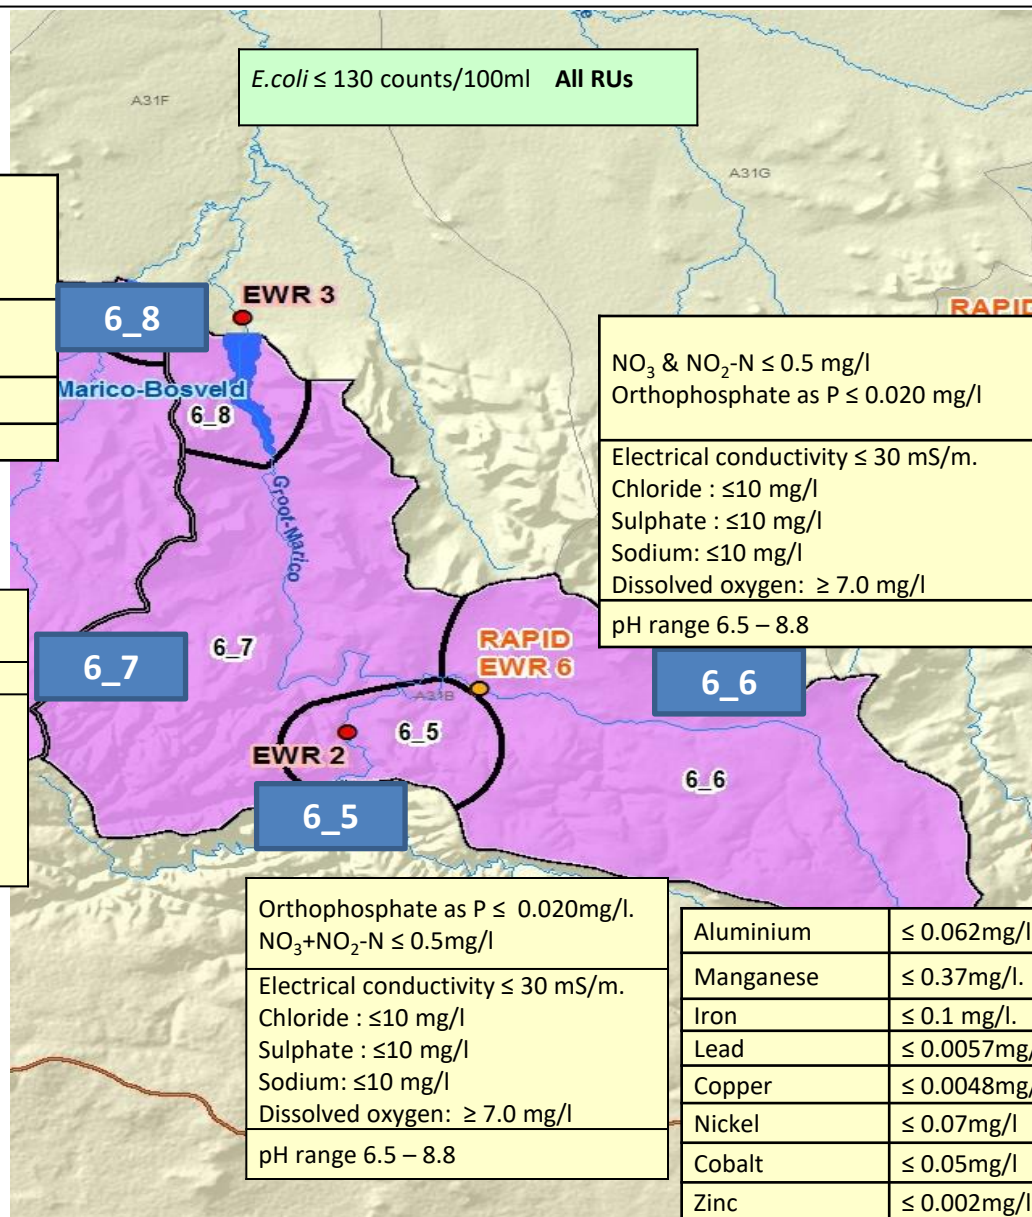 E.coli ≤ 130 counts/100ml All RUs
A31F
A31G
6_8
EWR 3
RAPID
Marico-Bosveld
6_8
Groot-Marico
NO₃ & NO₂-N ≤ 0.5 mg/l
Orthophosphate as P ≤ 0.020 mg/l
Electrical conductivity ≤ 30 mS/m.
Chloride : ≤10 mg/l
Sulphate : ≤10 mg/l
Sodium: ≤10 mg/l
Dissolved oxygen: ≥ 7.0 mg/l
pH range 6.5 – 8.8
6_7
6_7
RAPID
EWR 6
6_6
A31B
6_5
EWR 2
6_6
6_5
Orthophosphate as P ≤ 0.020mg/l.
NO₃+NO₂-N ≤ 0.5mg/l
Electrical conductivity ≤ 30 mS/m.
Chloride : ≤10 mg/l
Sulphate : ≤10 mg/l
Sodium: ≤10 mg/l
Dissolved oxygen: ≥ 7.0 mg/l
pH range 6.5 – 8.8
Aluminium ≤ 0.062mg/l
Manganese ≤ 0.37mg/l.
Iron ≤ 0.1 mg/l.
Lead ≤ 0.0057mg/
Copper ≤ 0.0048mg/
Nickel ≤ 0.07mg/l
Cobalt ≤ 0.05mg/l
Zinc ≤ 0.002mg/l